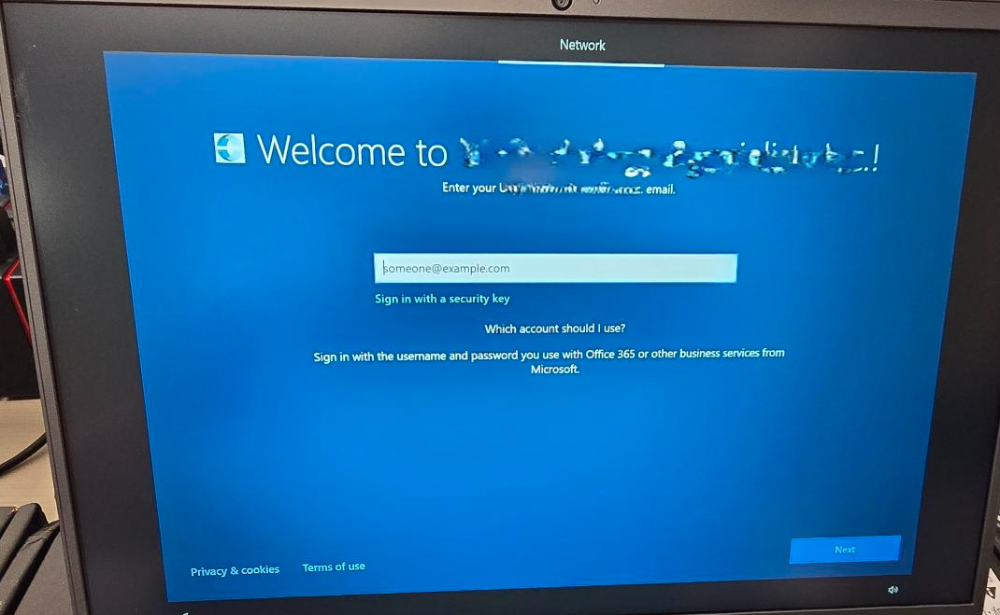 Network
Welcome to
Enter your email.
someone@example.com
Sign in with a security key
Which account should I use?
Sign in with the username and password you use with Office 365 or other business services from
Microsoft.
Next
Privacy & cookies
Terms of use